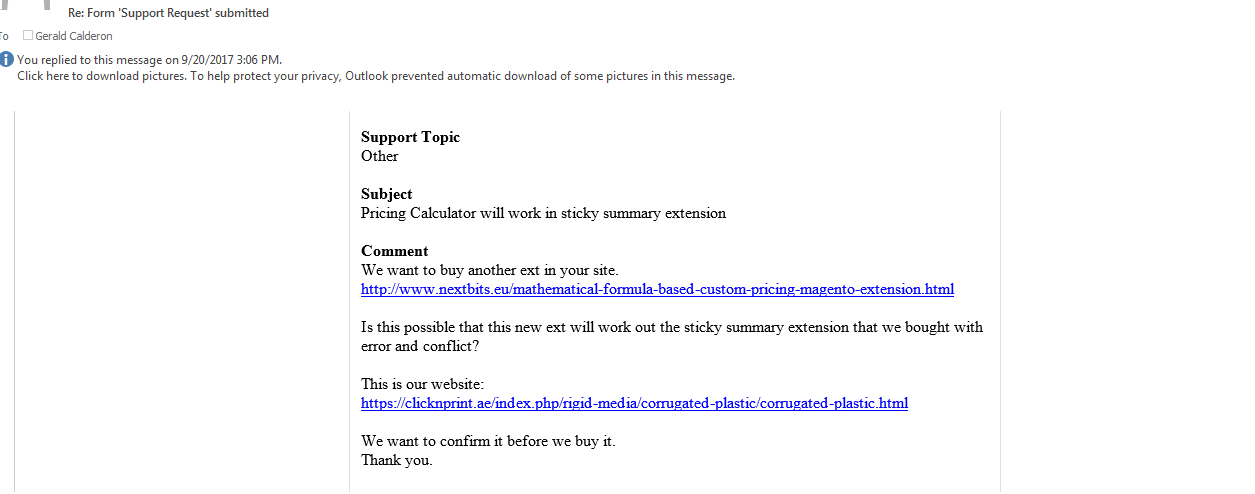 Re: Form 'Support Request' submitted
To Gerald Calderon
You replied to this message on 9/20/2017 3:06 PM.
Click here to download pictures. To help protect your privacy, Outlook prevented automatic download of some pictures in this message.
Support Topic
Other
Subject
Pricing Calculator will work in sticky summary extension
Comment
We want to buy another ext in your site.
http://www.nextbits.eu/mathematical-formula-based-custom-pricing-magento-extension.html
Is this possible that this new ext will work out the sticky summary extension that we bought with
error and conflict?
This is our website:
https://clicknprint.ae/index.php/rigid-media/corrugated-plastic/corrugated-plastic.html
We want to confirm it before we buy it.
Thank you.